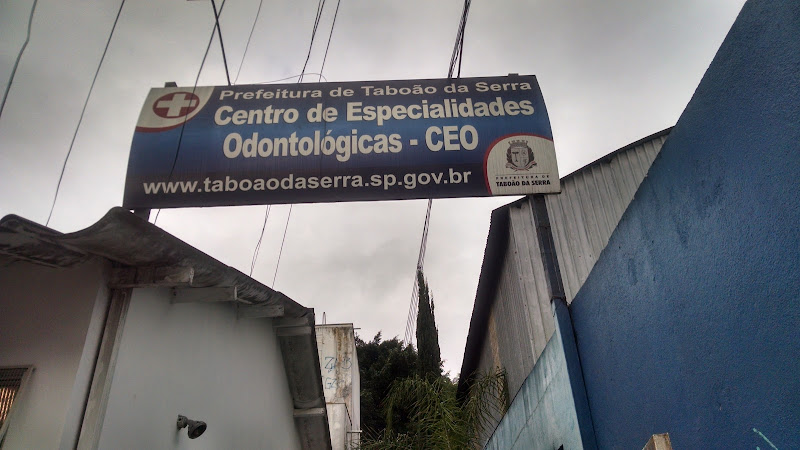 Prefeitura de Taboão da Serra
Centro de Especialidades
Odontológicas - CEO
www.taboaodaserra.sp.gov.br
PREFEITURA DE
TABOÃO DA SERRA